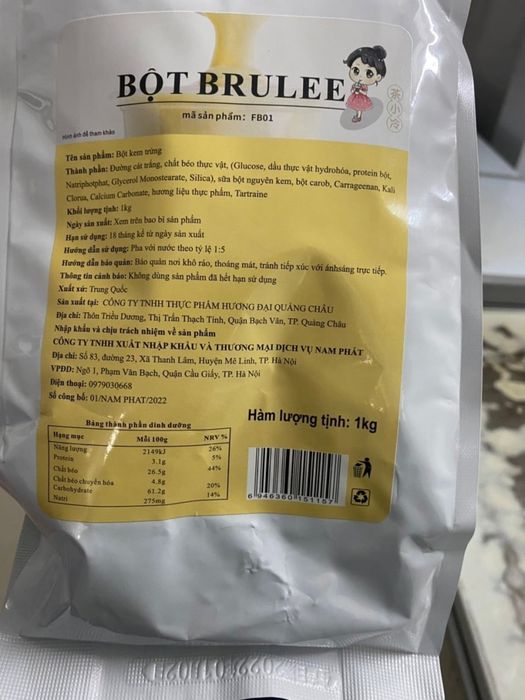 BỘT BRULEE
茶小冷
mã sản phẩm: FB01
Hình ảnh để tham khảo
Tên sản phẩm: Bột kem trứng
Thành phần: Đường cát trắng, chất béo thực vật, (Glucose, dầu thực vật hydrohóa, protein bột,
Natriphotphat, Glycerol Monostearate, Silica), sữa bột nguyên kem, bột carob, Carrageenan, Kali
Clorua, Calcium Carbonate, hương liệu thực phẩm, Tartraine
Khối lượng tịnh: 1kg
Ngày sản xuất: Xem trên bao bì sản phẩm
Hạn sử dụng: 18 tháng kể từ ngày sản xuất
Hướng dẫn sử dụng: Pha với nước theo tỷ lệ 1:5
Hướng dẫn bảo quản: Bảo quản nơi khô ráo, thoáng mát, tránh tiếp xúc với ánhsáng trực tiếp.
Thông tin cảnh báo: Không dùng sản phẩm đã hết hạn sử dụng
Xuất xứ: Trung Quốc
Sản xuất tại: CÔNG TY TNHH THỰC PHẨM HƯƠNG ĐẠI QUẢNG CHÂU
Địa chỉ: Thôn Triều Dương, Thị Trấn Thạch Tỉnh, Quận Bạch Vân, TP. Quảng Châu
Nhập khẩu và chịu trách nhiệm về sản phẩm
CÔNG TY TNHH XUẤT NHẬP KHẨU VÀ THƯƠNG MẠI DỊCH VỤ NAM PHÁT
Địa chỉ: Số 83, đường 23, Xã Thanh Lâm, Huyện Mê Linh, TP. Hà Nội
VPĐD: Ngõ 1, Phạm Văn Bạch, Quận Cầu Giấy, TP. Hà Nội
Điện thoại: 0979030668
Số công bố: 01/NAM PHAT/2022
Hàm lượng tịnh: 1kg
Bảng thành phần dinh dưỡng
Hạng mục Mỗi 100g NRV %
Năng lượng 2149kJ 26%
Protein 3.1g 5%
Chất béo 26.5g 44%
Chất béo chuyển hóa 4.8g
Carbohydrate 61.2g 20%
Natri 275mg 14%
6 946360 151157